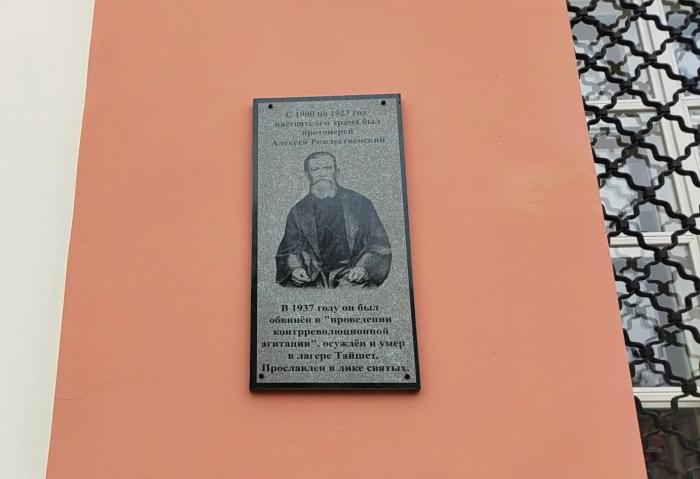 С 1900 по 1923 год
настоятелем храма был
протоиерей
Алексей Рождественский
В 1937 году он был
обвинён в "проведении
контрреволюционной
агитации", осуждён и умер
в лагере Тайшет.
Прославлен в лике святых.